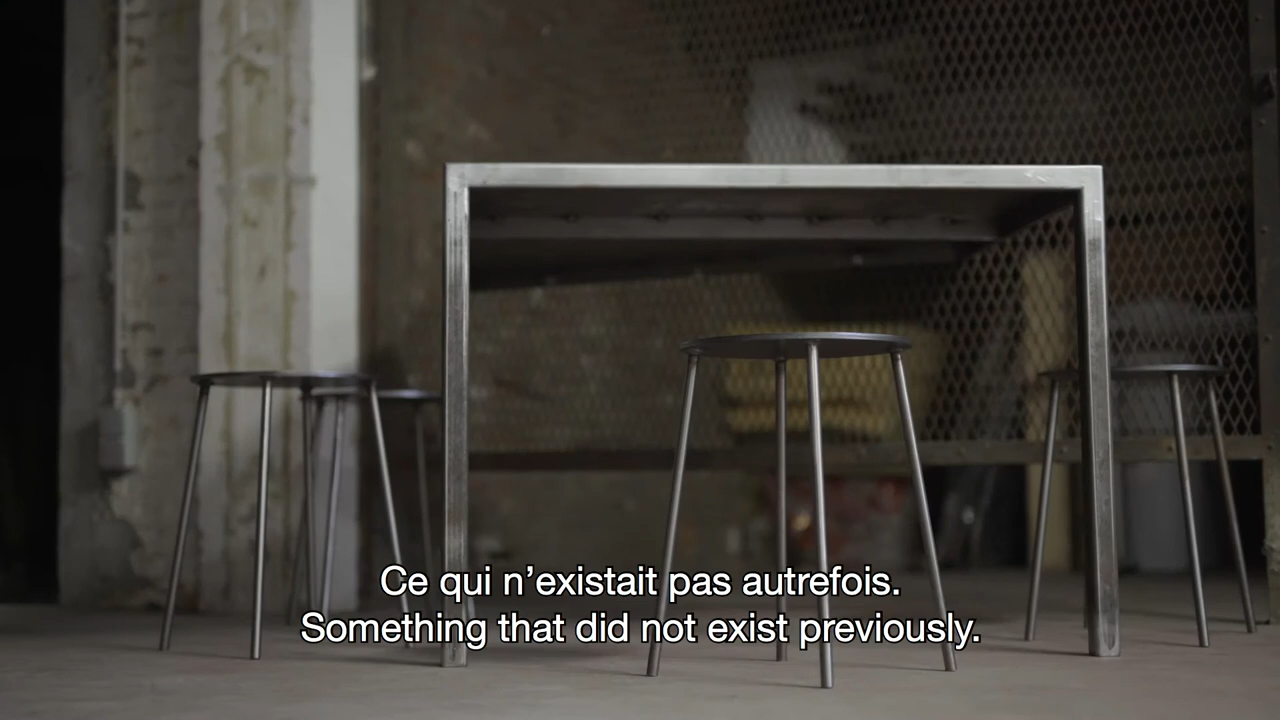 Ce qui n’existait pas autrefois.
Something that did not exist previously.